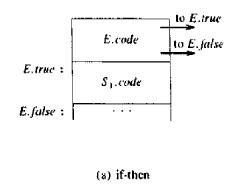 to E.true
E.code
to E.false
E.true :
S1.code
E.false :
. . .
(a) if-then